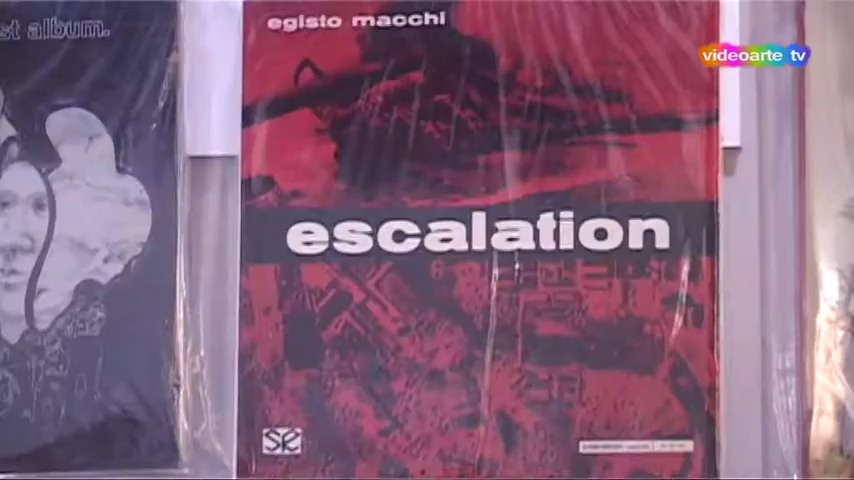 st album.
egisto macchi
videoarte tv
escalation